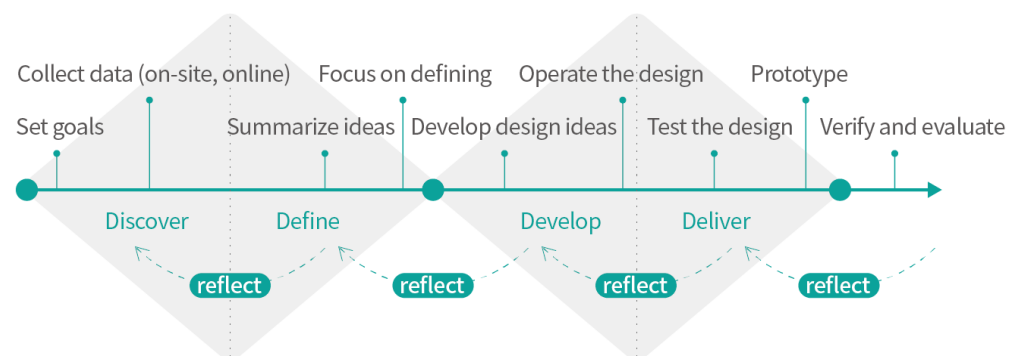 Collect data (on-site, online)
Focus on defining
Operate the design
Prototype
Set goals
Summarize ideas
Develop design ideas
Test the design
Verify and evaluate
Discover
Define
Develop
Deliver
reflect
reflect
reflect
reflect